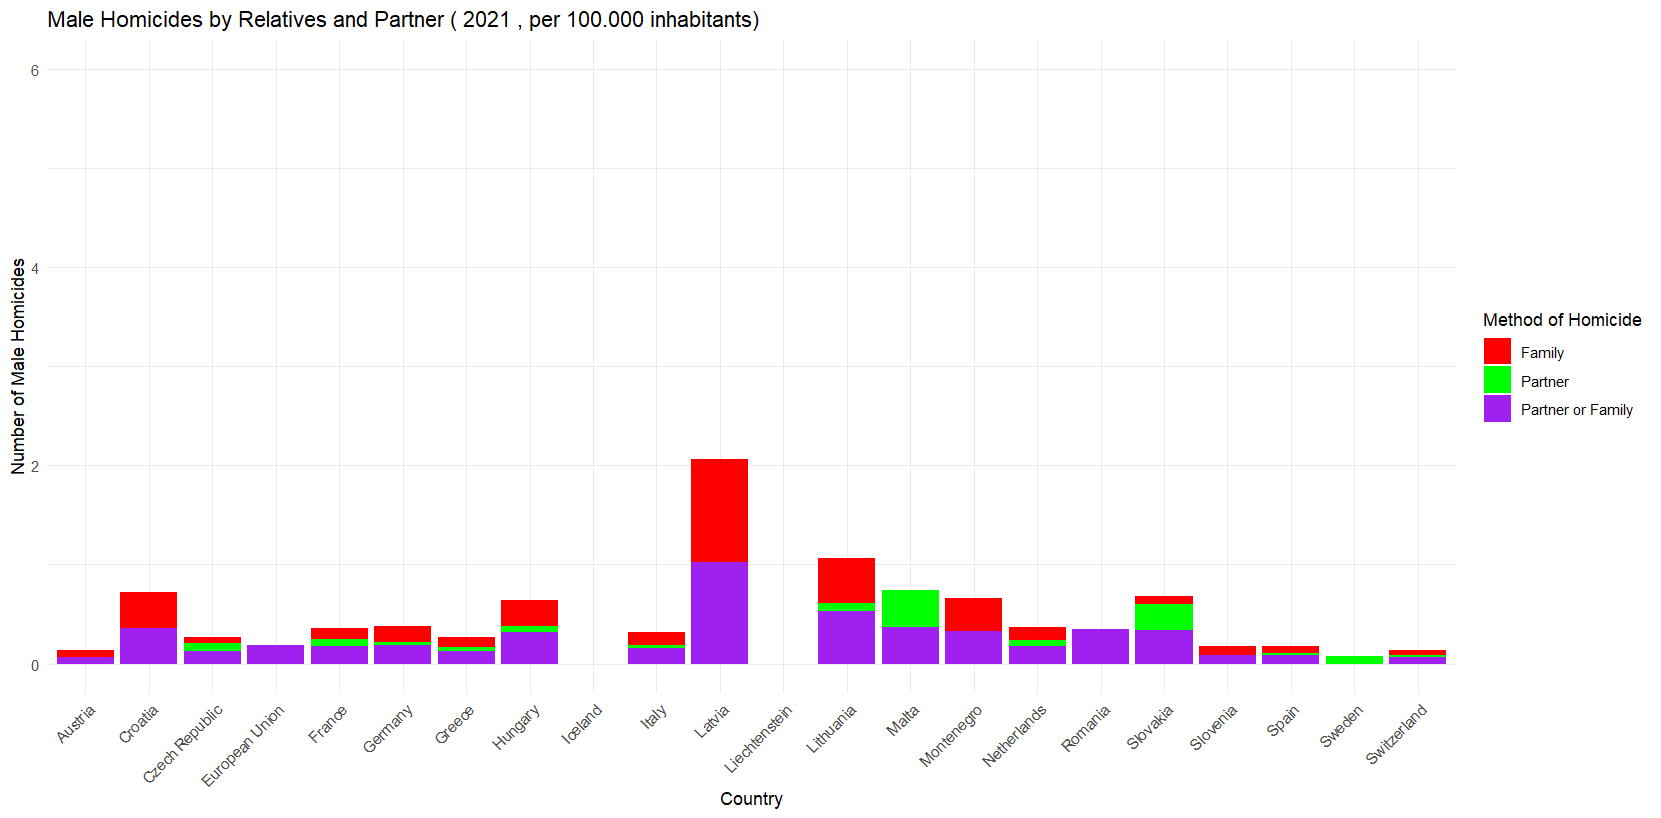 Male Homicides by Relatives and Partner ( 2021 , per 100.000 inhabitants)
Number of Male Homicides
6
4
2
0
Austria
Croatia
Czech Republic
European Union
France
Germany
Greece
Hungary
Iceland
Italy
Latvia
Liechtenstein
Lithuania
Malta
Montenegro
Netherlands
Romania
Slovakia
Slovenia
Spain
Sweden
Switzerland
Country
Method of Homicide
Family
Partner
Partner or Family